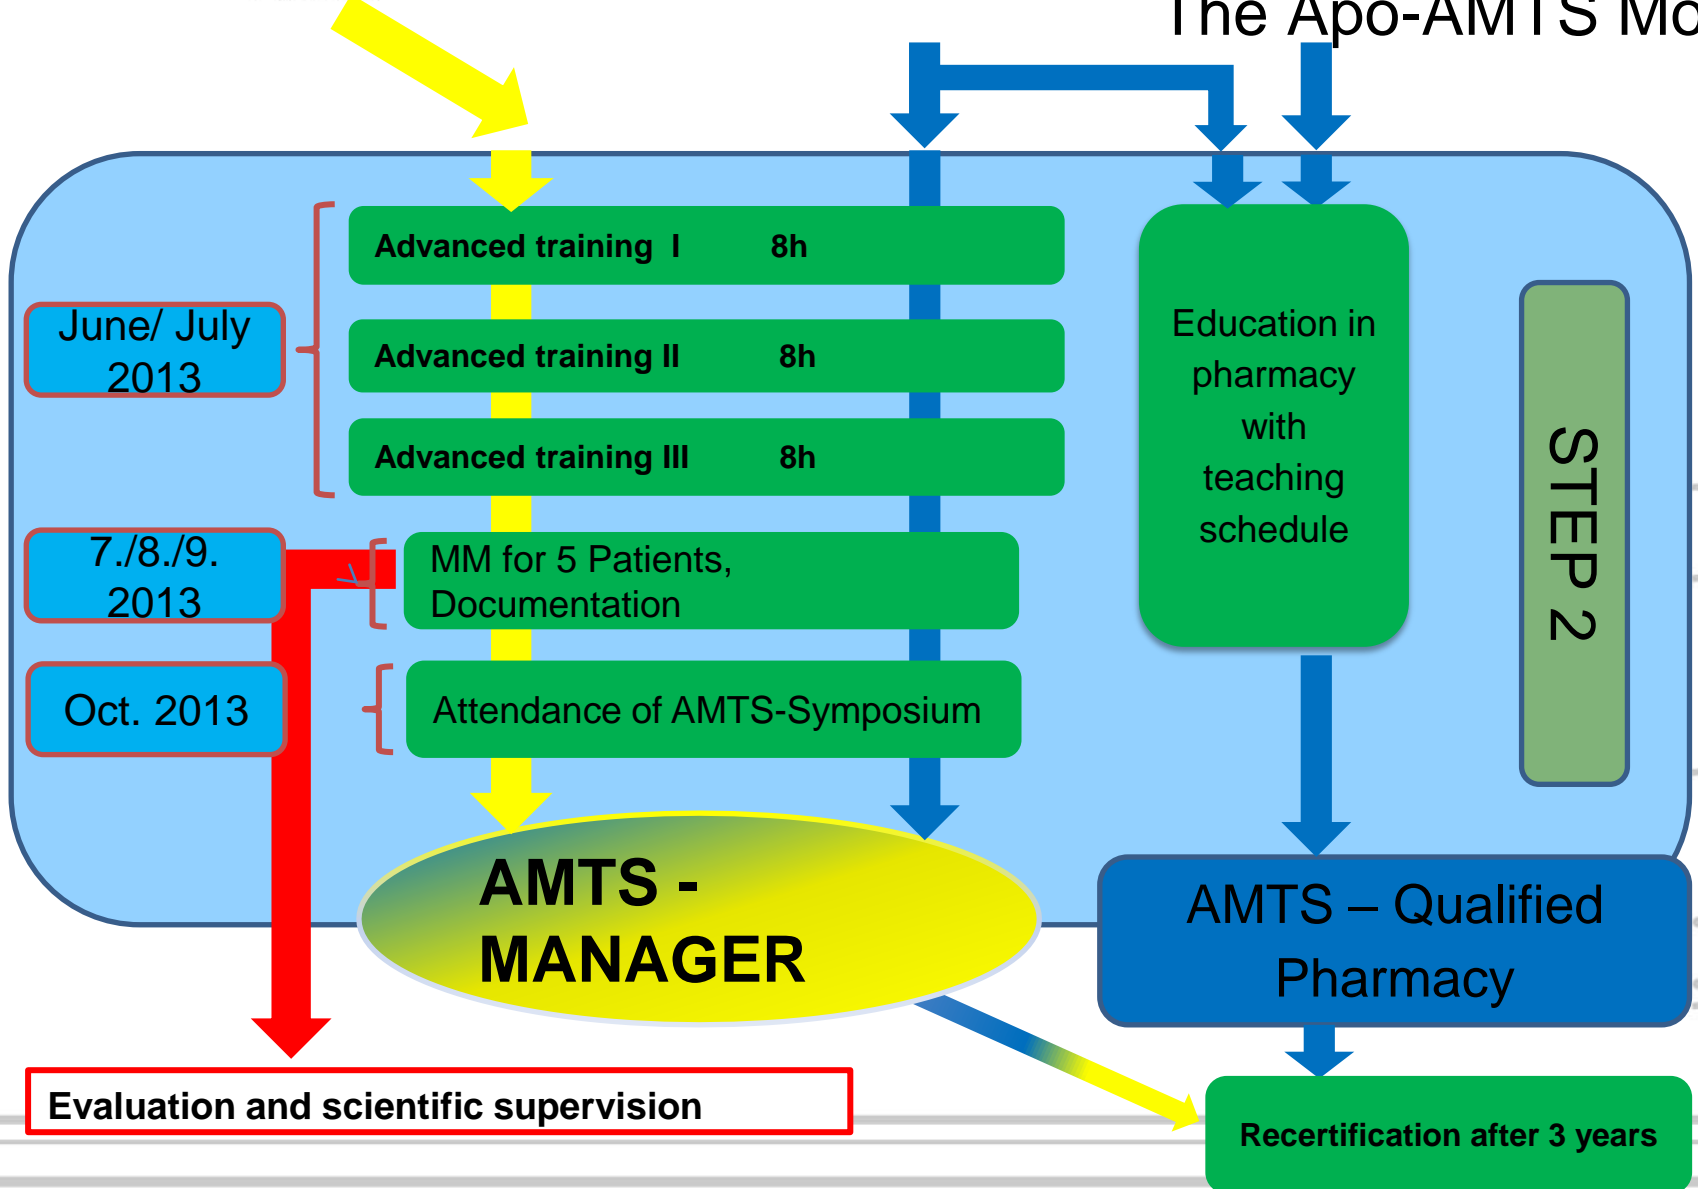 The Apo-AMTS
Advanced training I 8h
June/ July
2013
Advanced training II 8h
Advanced training III 8h
Education in
pharmacy
with
teaching
schedule
STEP 2
7./8./9.
2013
MM for 5 Patients,
Documentation
Oct. 2013
Attendance of AMTS-Symposium
AMTS -
MANAGER
AMTS – Qualified
Pharmacy
Evaluation and scientific supervision
Recertification after 3 years